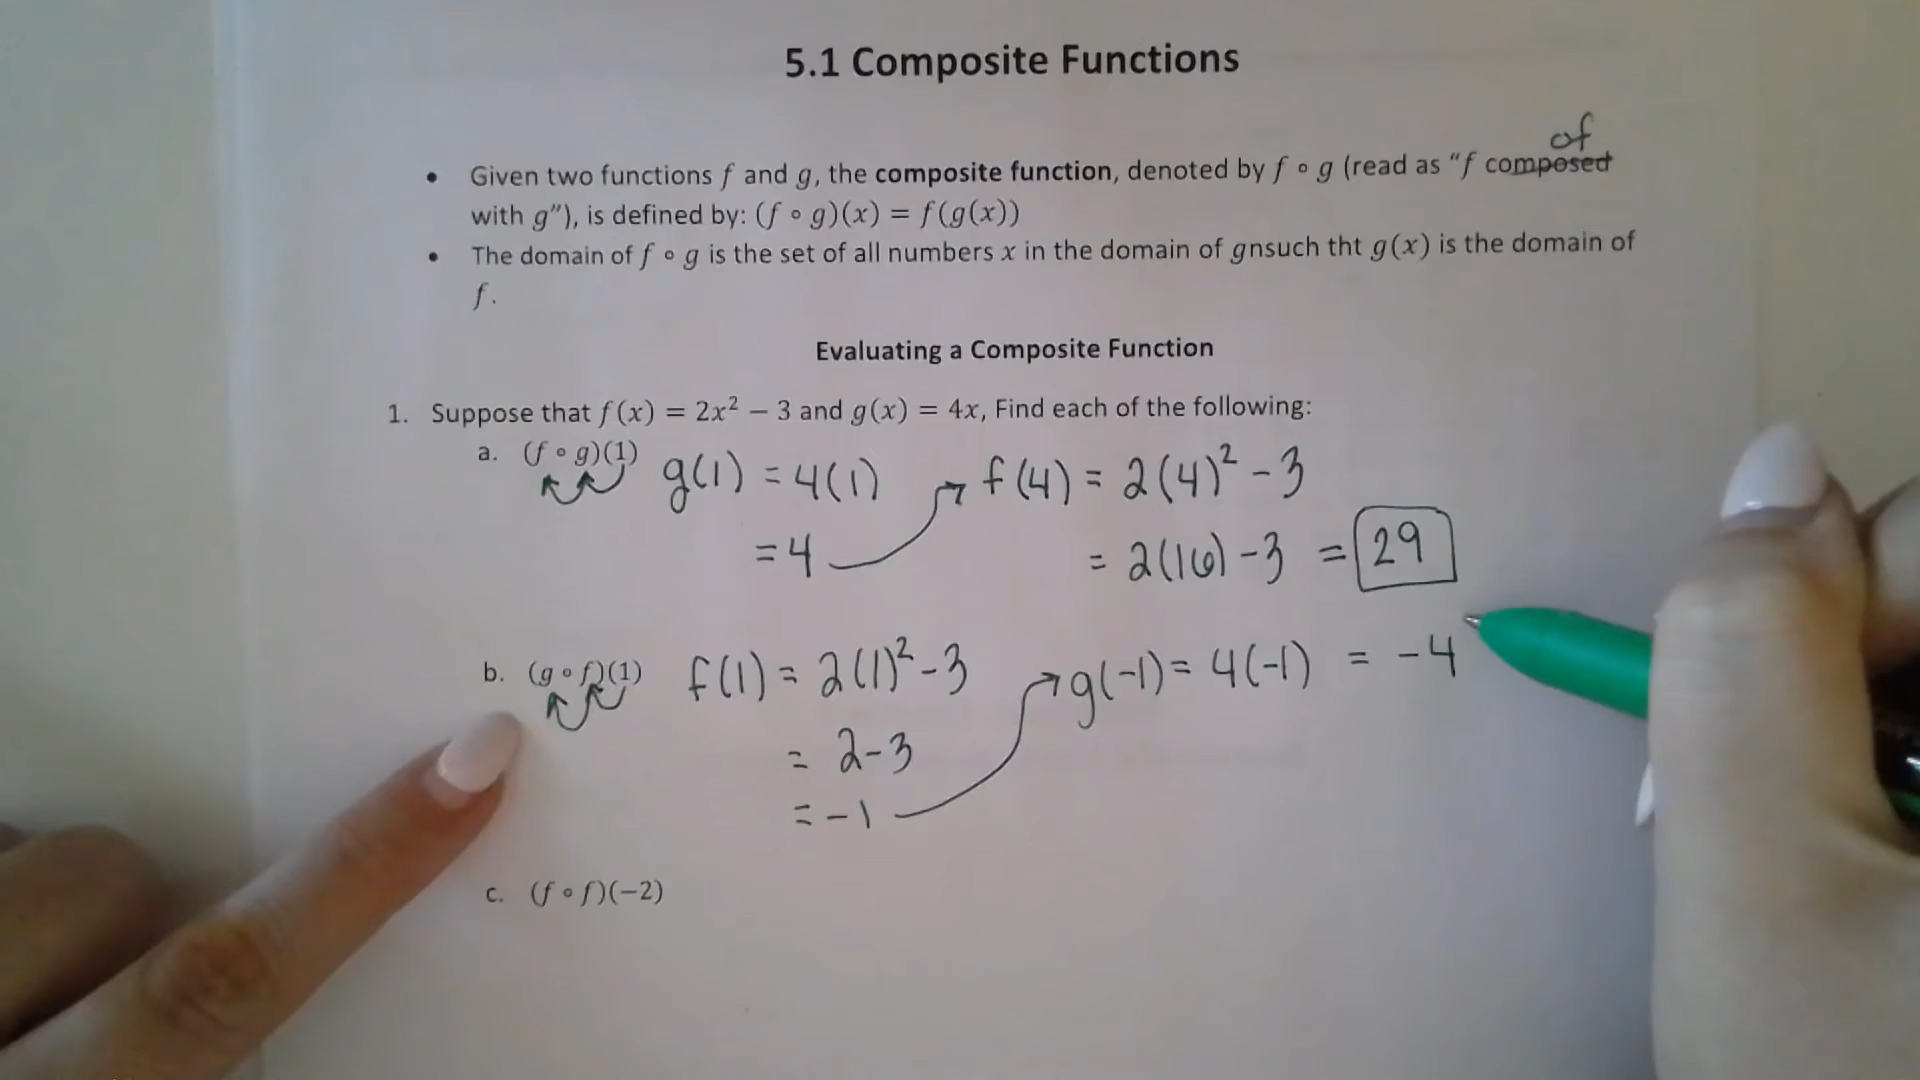 5.1 Composite Functions
of
• Given two functions f and g, the composite function, denoted by f ∘ g (read as “f composed
with g”), is defined by: (f ∘ g)(x) = f(g(x))
• The domain of f ∘ g is the set of all numbers x in the domain of gnsuch tht g(x) is the domain of
f.
Evaluating a Composite Function
1. Suppose that f(x) = 2x² − 3 and g(x) = 4x, Find each of the following:
a. (f ∘ g)(1) g(1) = 4(1) f(4) = 2(4)² - 3
= 4 = 2(16) - 3 = 29
b. (g ∘ f)(1) f(1) = 2(1)² - 3 g(-1) = 4(-1) = -4
= 2 - 3
= -1
c. (f ∘ f)(−2)